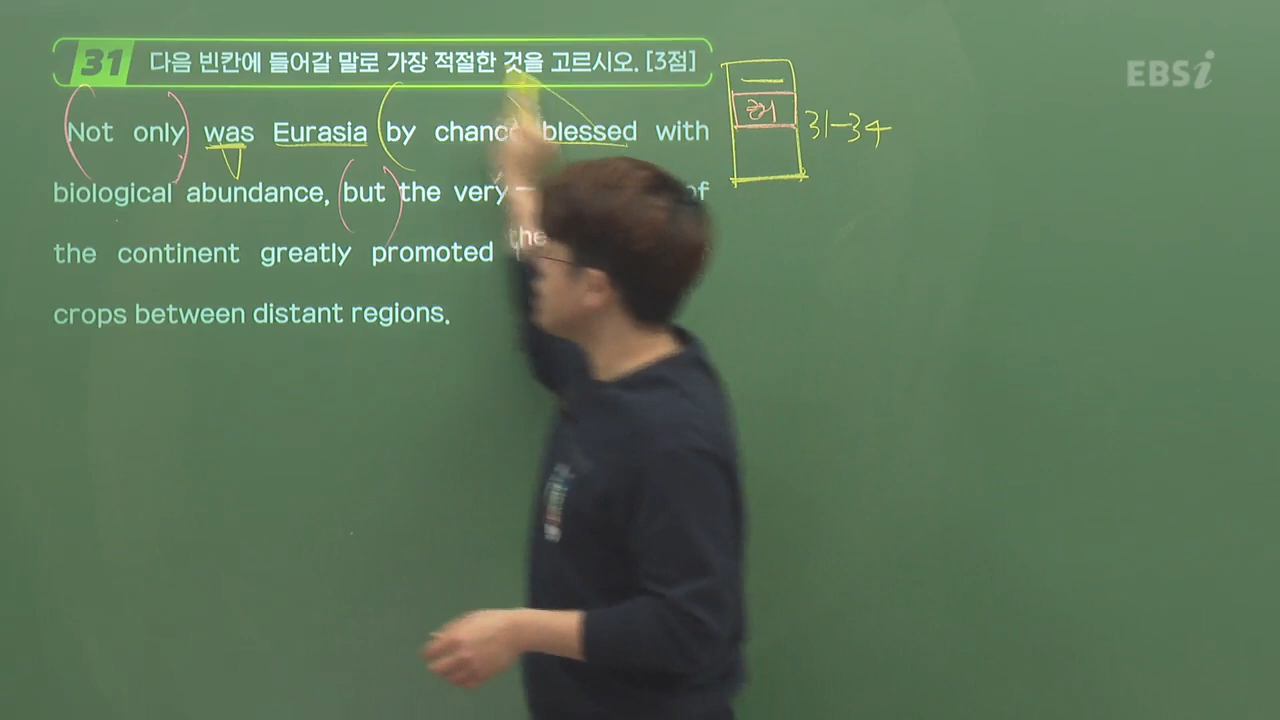 31 다음 빈칸에 들어갈 말로 가장 적절한 것을 고르시오. [3점]
EBSi
Not only was Eurasia by chance blessed with
31-34
biological abundance, but the very of
the continent greatly promoted the
crops between distant regions.